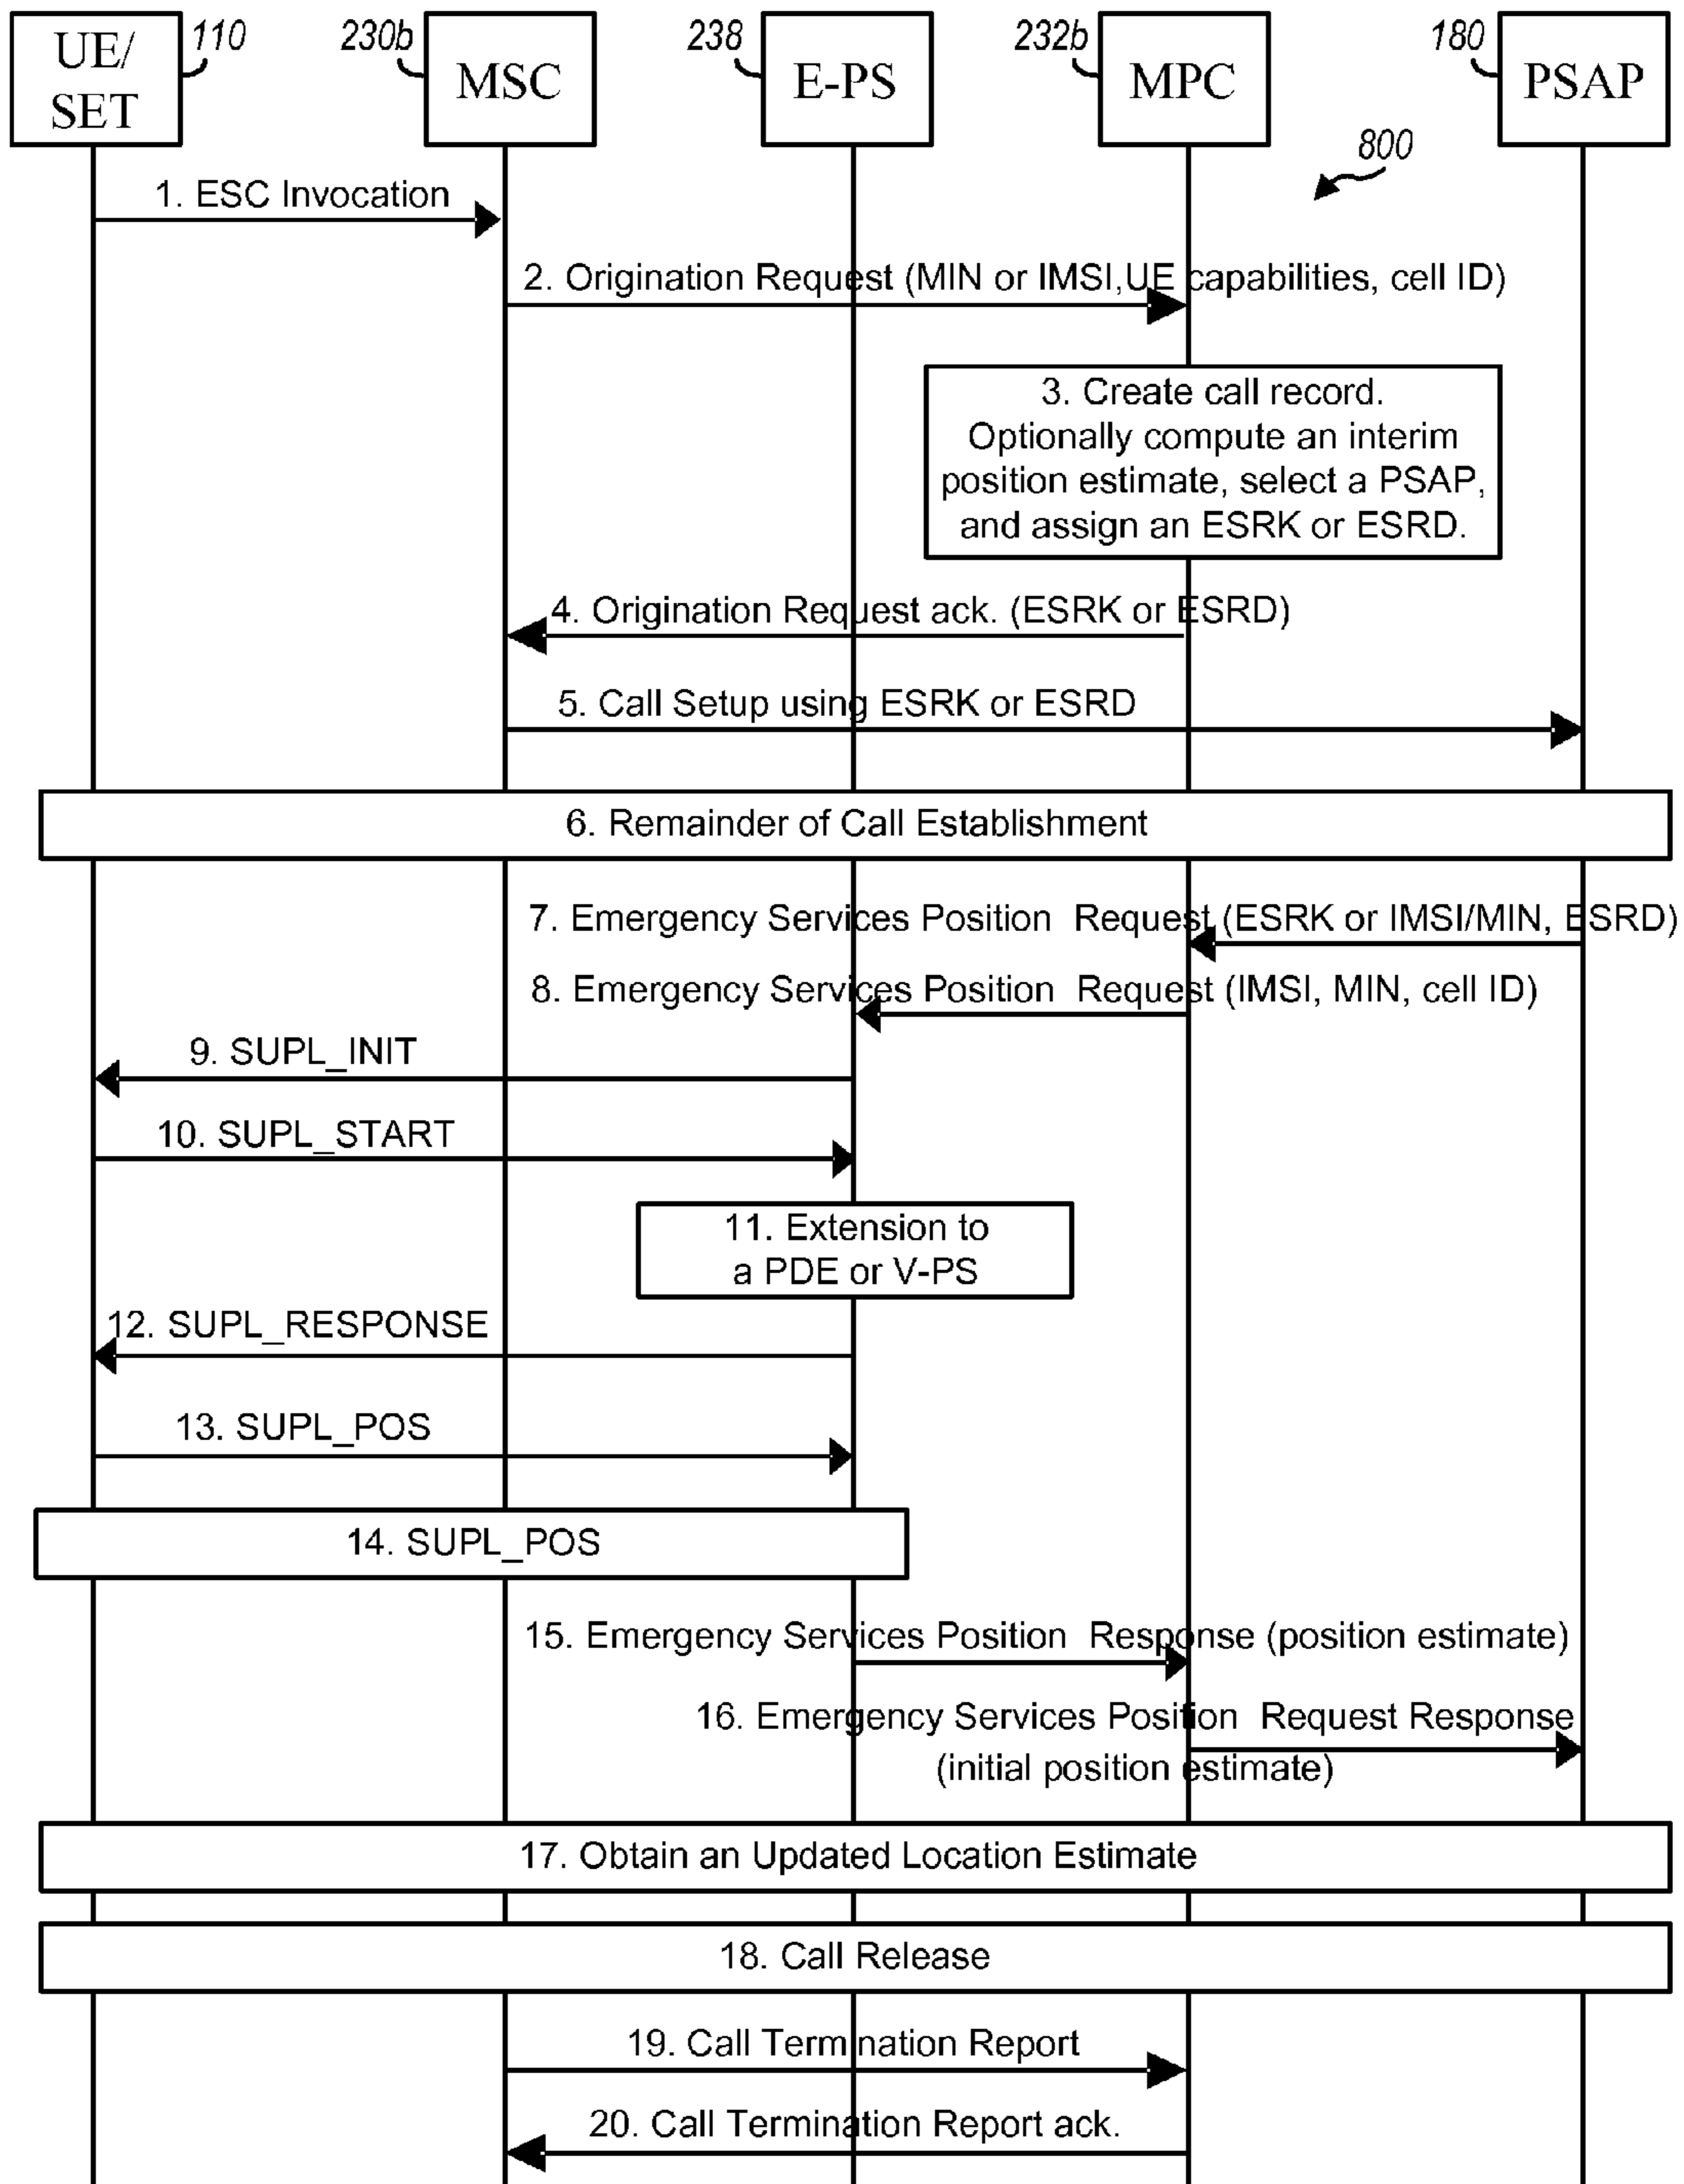 110
230b
238
232b
180
UE/
SET
MSC
E-PS
MPC
PSAP
800
1. ESC Invocation
2. Origination Request (MIN or IMSI,UE capabilities, cell ID)
3. Create call record.
Optionally compute an interim
position estimate, select a PSAP,
and assign an ESRK or ESRD.
4. Origination Request ack. (ESRK or ESRD)
5. Call Setup using ESRK or ESRD
6. Remainder of Call Establishment
7. Emergency Services Position Request (ESRK or IMSI/MIN, ESRD)
8. Emergency Services Position Request (IMSI, MIN, cell ID)
9. SUPL_INIT
10. SUPL_START
11. Extension to
a PDE or V-PS
12. SUPL_RESPONSE
13. SUPL_POS
14. SUPL_POS
15. Emergency Services Position Response (position estimate)
16. Emergency Services Position Request Response
(initial position estimate)
17. Obtain an Updated Location Estimate
18. Call Release
19. Call Termination Report
20. Call Termination Report ack.